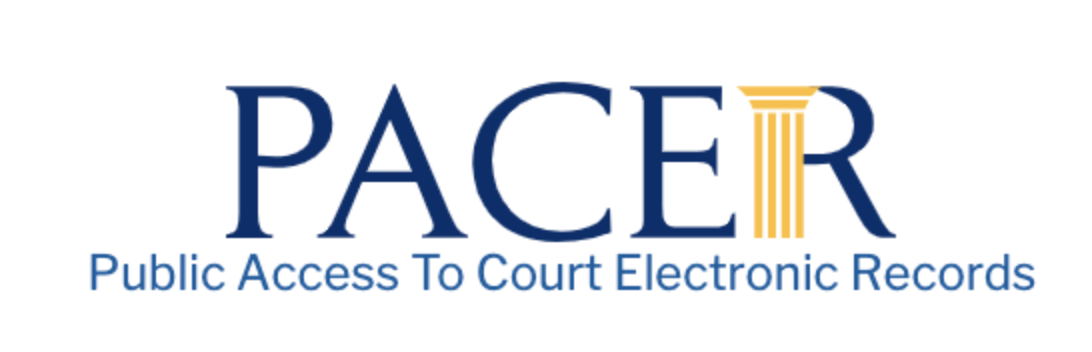 PACER
Public Access To Court Electronic Records